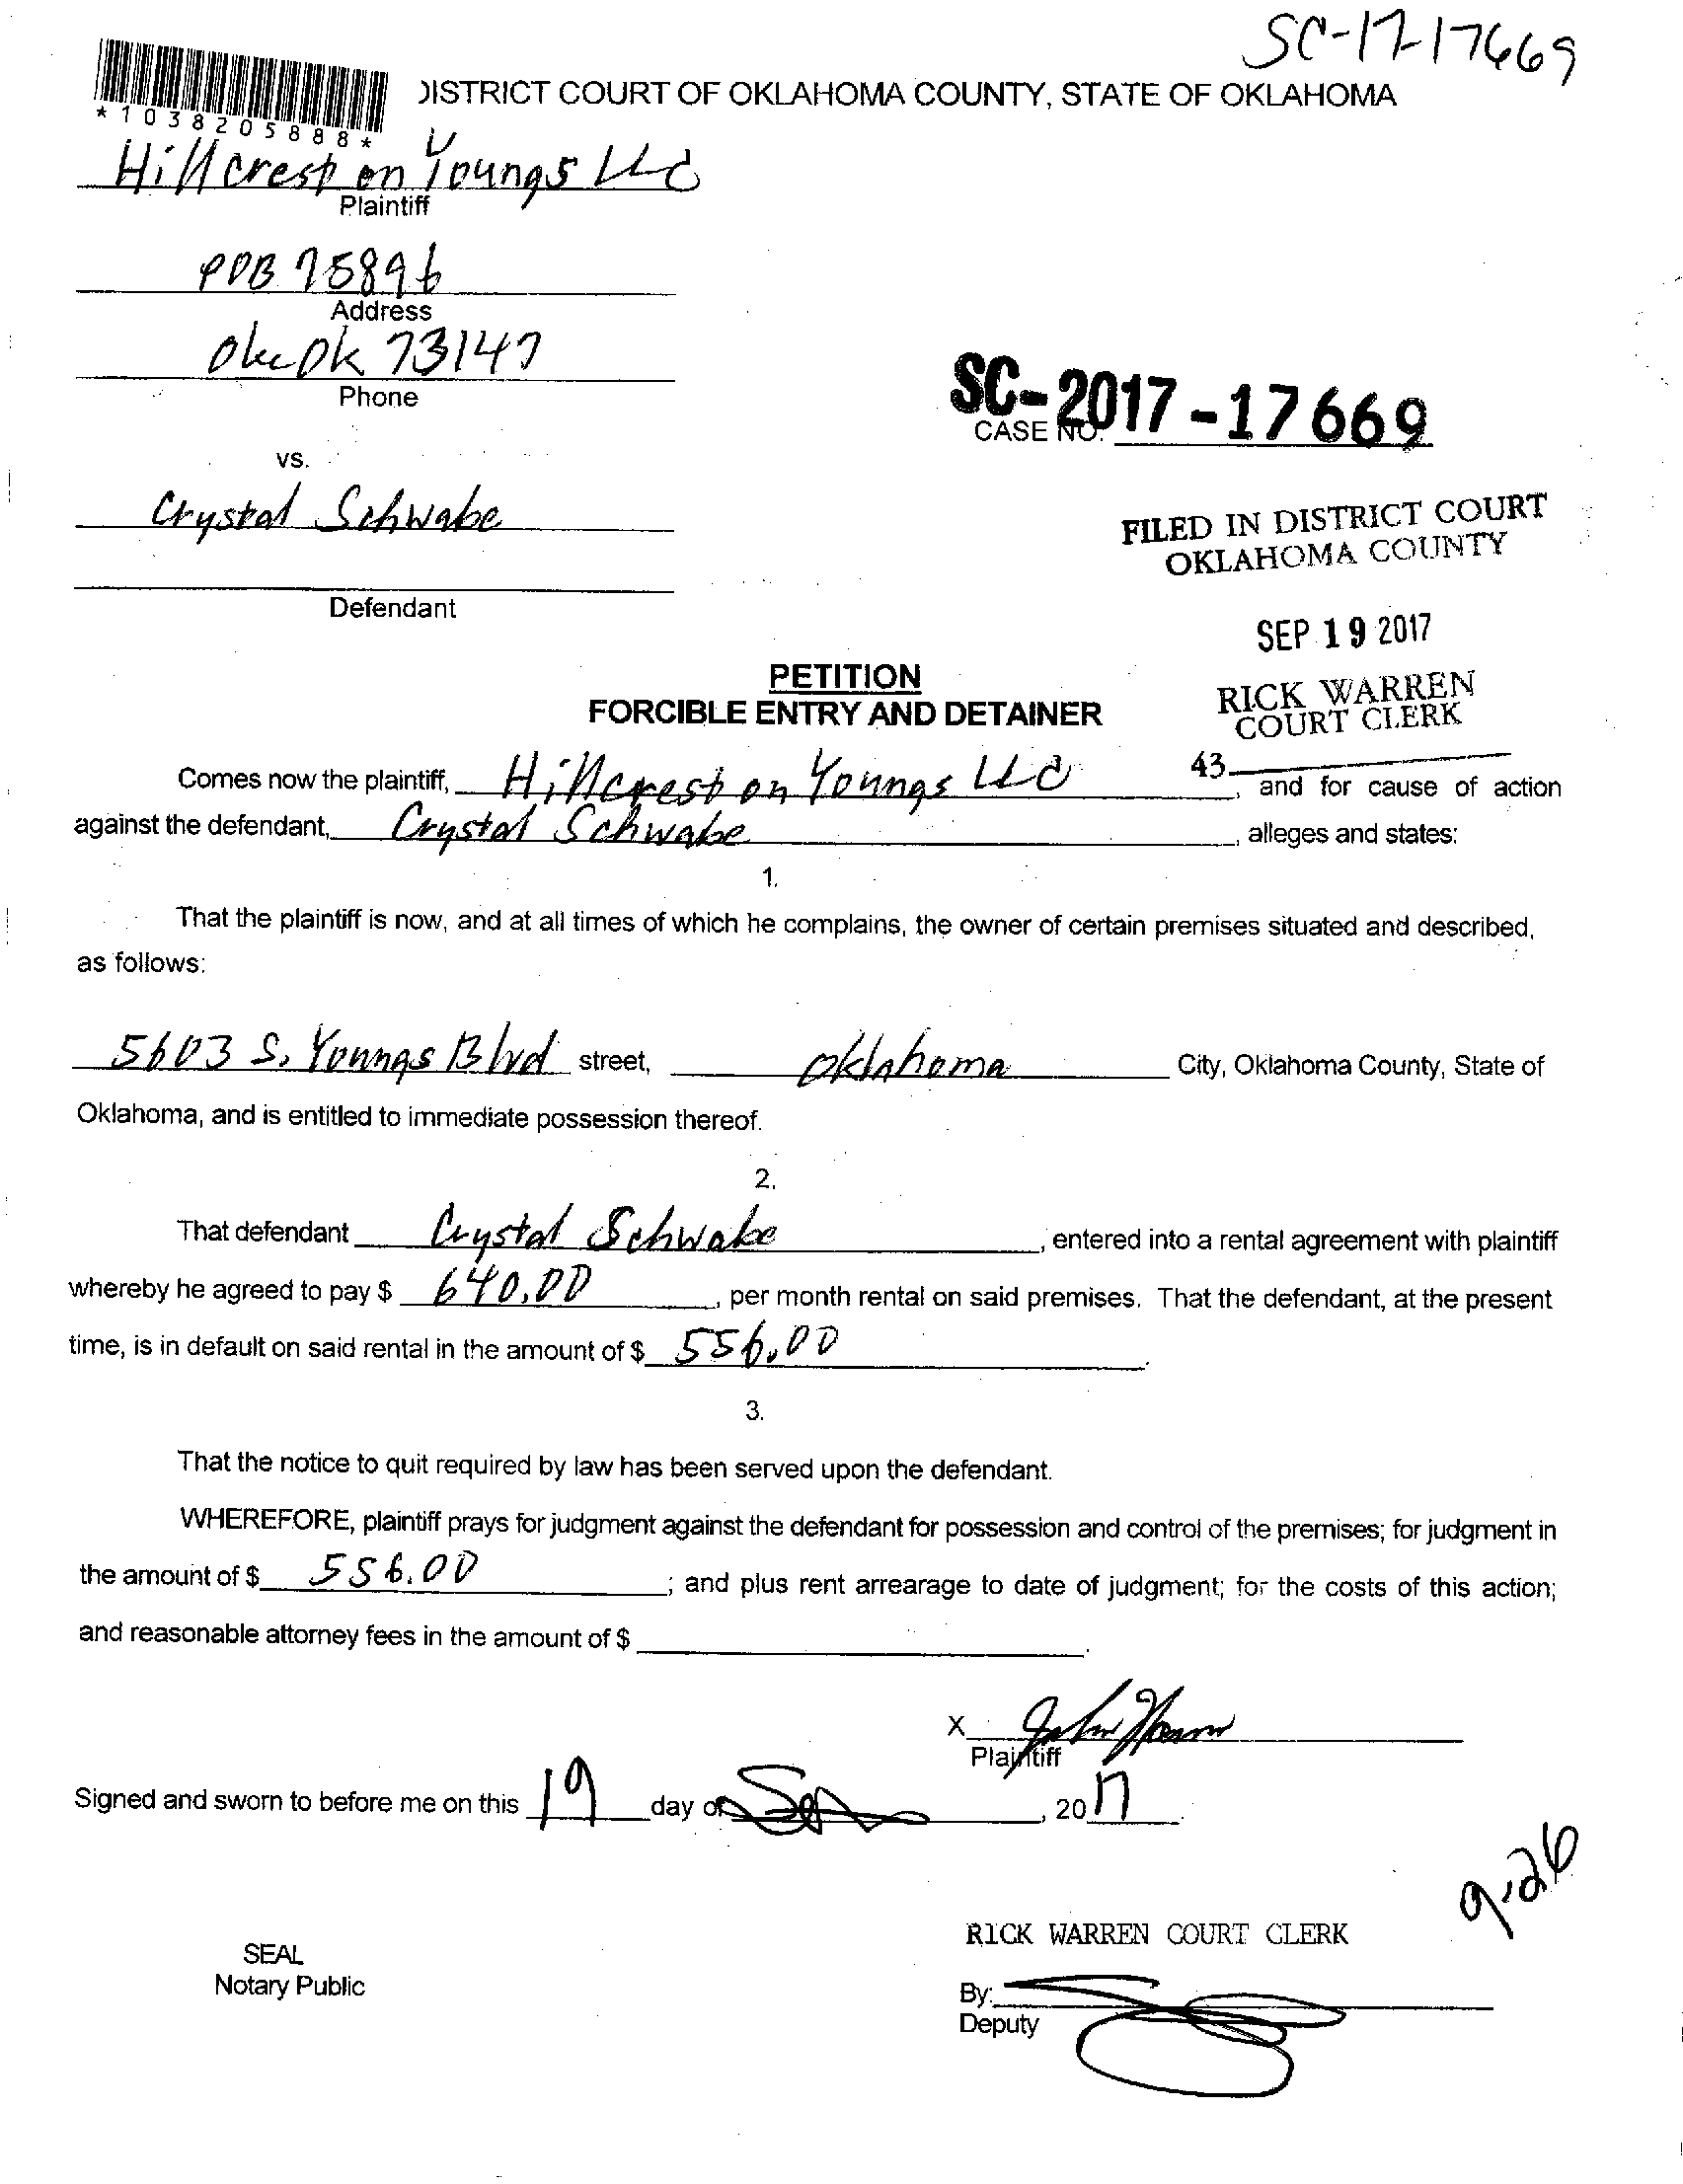 SC-17-17669
*1038205888*
DISTRICT COURT OF OKLAHOMA COUNTY, STATE OF OKLAHOMA
Hillcrest on Youngs LLC
Plaintiff
POB 75896
Address
Okc Ok 73147
Phone
SC-2017-17669
CASE NO.
vs.
Crystal Schwabe
Defendant
FILED IN DISTRICT COURT
OKLAHOMA COUNTY
SEP 19 2017
RICK WARREN
COURT CLERK
43
PETITION
FORCIBLE ENTRY AND DETAINER
Comes now the plaintiff, Hillcrest on Youngs LLC, and for cause of action
against the defendant, Crystal Schwabe, alleges and states:
1.
That the plaintiff is now, and at all times of which he complains, the owner of certain premises situated and described,
as follows:
5603 S. Youngs Blvd street, Oklahoma City, Oklahoma County, State of
Oklahoma, and is entitled to immediate possession thereof.
2.
That defendant Crystal Schwabe, entered into a rental agreement with plaintiff
whereby he agreed to pay $ 640.00, per month rental on said premises. That the defendant, at the present
time, is in default on said rental in the amount of $ 556.00.
3.
That the notice to quit required by law has been served upon the defendant.
WHEREFORE, plaintiff prays for judgment against the defendant for possession and control of the premises; for judgment in
the amount of $ 556.00; and plus rent arrearage to date of judgment; for the costs of this action;
and reasonable attorney fees in the amount of $ .
X John
Plaintiff
Signed and sworn to before me on this 19 day of Sep, 2017
9-26
RICK WARREN COURT CLERK
SEAL
Notary Public
By:
Deputy